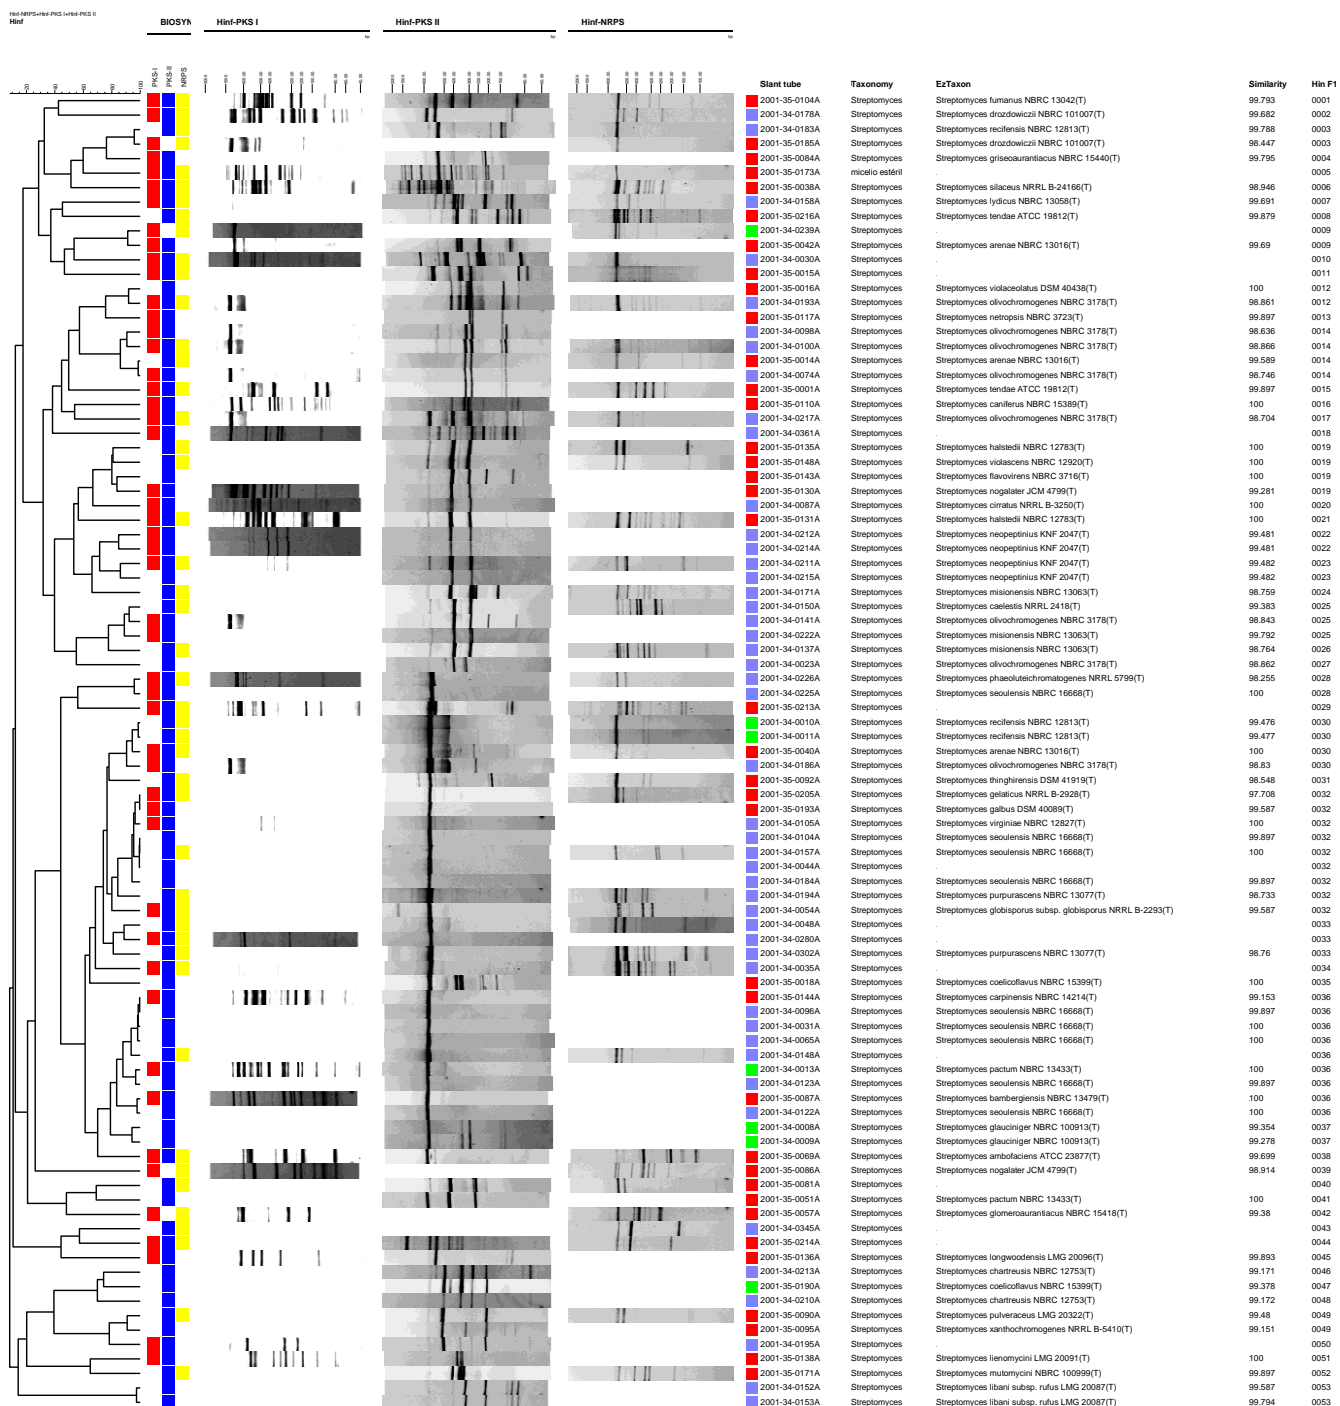 Hinf-NRPS+Hinf-PKS I+Hinf-PKS II
Hinf BIOSYN Hinf-PKS I Hinf-PKS II Hinf-NRPS
PKS-I PKS-II NRPS
Slant tube Taxonomy EzTaxon Similarity Hin F1
2001-35-0104A Streptomyces Streptomyces fumanus NBRC 13042(T) 99.793 0001
2001-34-0178A Streptomyces Streptomyces drozdowiczii NBRC 101007(T) 99.682 0002
2001-34-0183A Streptomyces Streptomyces recifensis NBRC 12813(T) 99.788 0003
2001-34-0185A Streptomyces Streptomyces drozdowiczii NBRC 101007(T) 98.447 0003
2001-35-0084A Streptomyces Streptomyces griseoaurantiacus NBRC 15440(T) 99.795 0004
2001-35-0173A micelio estéril 0005
2001-35-0038A Streptomyces Streptomyces silaceus NRRL B-24166(T) 98.946 0006
2001-34-0158A Streptomyces Streptomyces lydicus NBRC 13058(T) 99.691 0007
2001-35-0216A Streptomyces Streptomyces tendae ATCC 19812(T) 99.879 0008
2001-34-0239A Streptomyces 0009
2001-35-0042A Streptomyces Streptomyces arenae NBRC 13016(T) 99.69 0009
2001-34-0030A Streptomyces 0010
2001-35-0015A Streptomyces 0011
2001-35-0016A Streptomyces Streptomyces violaceolatus DSM 40438(T) 100 0012
2001-34-0193A Streptomyces Streptomyces olivochromogenes NBRC 3178(T) 98.861 0012
2001-35-0117A Streptomyces Streptomyces netropsis NBRC 3723(T) 99.897 0013
2001-34-0098A Streptomyces Streptomyces olivochromogenes NBRC 3178(T) 98.636 0014
2001-34-0100A Streptomyces Streptomyces olivochromogenes NBRC 3178(T) 98.866 0014
2001-35-0014A Streptomyces Streptomyces arenae NBRC 13016(T) 99.589 0014
2001-34-0074A Streptomyces Streptomyces olivochromogenes NBRC 3178(T) 98.746 0014
2001-35-0001A Streptomyces Streptomyces tendae ATCC 19812(T) 99.897 0015
2001-35-0110A Streptomyces Streptomyces caniferus NBRC 15389(T) 100 0016
2001-34-0217A Streptomyces Streptomyces olivochromogenes NBRC 3178(T) 98.704 0017
2001-34-0361A Streptomyces 0018
2001-35-0135A Streptomyces Streptomyces halstedii NBRC 12783(T) 100 0019
2001-35-0148A Streptomyces Streptomyces violascens NBRC 12920(T) 100 0019
2001-35-0143A Streptomyces Streptomyces flavovirens NBRC 3716(T) 100 0019
2001-35-0130A Streptomyces Streptomyces nogalater JCM 4799(T) 99.281 0019
2001-34-0087A Streptomyces Streptomyces cirratus NRRL B-3250(T) 100 0020
2001-35-0131A Streptomyces Streptomyces halstedii NBRC 12783(T) 100 0021
2001-34-0212A Streptomyces Streptomyces neopeptinius KNF 2047(T) 99.481 0022
2001-34-0214A Streptomyces Streptomyces neopeptinius KNF 2047(T) 99.481 0022
2001-34-0211A Streptomyces Streptomyces neopeptinius KNF 2047(T) 99.482 0023
2001-34-0215A Streptomyces Streptomyces neopeptinius KNF 2047(T) 99.482 0023
2001-34-0171A Streptomyces Streptomyces misionensis NBRC 13063(T) 98.759 0024
2001-34-0150A Streptomyces Streptomyces caelestis NRRL 2418(T) 99.383 0025
2001-34-0141A Streptomyces Streptomyces olivochromogenes NBRC 3178(T) 98.843 0025
2001-34-0222A Streptomyces Streptomyces misionensis NBRC 13063(T) 99.792 0025
2001-34-0137A Streptomyces Streptomyces misionensis NBRC 13063(T) 98.764 0026
2001-34-0023A Streptomyces Streptomyces olivochromogenes NBRC 3178(T) 98.862 0027
2001-34-0226A Streptomyces Streptomyces phaeoluteichromatogenes NRRL 5799(T) 98.255 0028
2001-34-0225A Streptomyces Streptomyces seoulensis NBRC 16668(T) 100 0028
2001-35-0213A Streptomyces 0029
2001-34-0010A Streptomyces Streptomyces recifensis NBRC 12813(T) 99.476 0030
2001-34-0011A Streptomyces Streptomyces recifensis NBRC 12813(T) 99.477 0030
2001-35-0040A Streptomyces Streptomyces arenae NBRC 13016(T) 100 0030
2001-34-0186A Streptomyces Streptomyces olivochromogenes NBRC 3178(T) 98.83 0030
2001-35-0092A Streptomyces Streptomyces thinghirensis DSM 41919(T) 98.548 0031
2001-35-0205A Streptomyces Streptomyces gelaticus NRRL B-2928(T) 97.708 0032
2001-35-0193A Streptomyces Streptomyces galbus DSM 40089(T) 99.587 0032
2001-34-0105A Streptomyces Streptomyces virginiae NBRC 12827(T) 100 0032
2001-34-0104A Streptomyces Streptomyces seoulensis NBRC 16668(T) 99.897 0032
2001-34-0157A Streptomyces Streptomyces seoulensis NBRC 16668(T) 100 0032
2001-34-0044A Streptomyces 0032
2001-34-0184A Streptomyces Streptomyces seoulensis NBRC 16668(T) 99.897 0032
2001-34-0194A Streptomyces Streptomyces purpurascens NBRC 13077(T) 98.733 0032
2001-34-0054A Streptomyces Streptomyces globisporus subsp. globisporus NRRL B-2293(T) 99.587 0032
2001-34-0048A Streptomyces 0033
2001-34-0280A Streptomyces 0033
2001-34-0302A Streptomyces Streptomyces purpurascens NBRC 13077(T) 98.76 0033
2001-34-0035A Streptomyces 0034
2001-35-0018A Streptomyces Streptomyces coelicoflavus NBRC 15399(T) 100 0035
2001-35-0144A Streptomyces Streptomyces carpinensis NBRC 14214(T) 99.153 0036
2001-34-0096A Streptomyces Streptomyces seoulensis NBRC 16668(T) 99.897 0036
2001-34-0031A Streptomyces Streptomyces seoulensis NBRC 16668(T) 100 0036
2001-34-0065A Streptomyces Streptomyces seoulensis NBRC 16668(T) 100 0036
2001-34-0148A Streptomyces 0036
2001-34-0013A Streptomyces Streptomyces pactum NBRC 13433(T) 100 0036
2001-34-0123A Streptomyces Streptomyces seoulensis NBRC 16668(T) 99.897 0036
2001-35-0087A Streptomyces Streptomyces bambergiensis NBRC 13479(T) 100 0036
2001-34-0122A Streptomyces Streptomyces seoulensis NBRC 16668(T) 100 0036
2001-34-0008A Streptomyces Streptomyces glauciniger NBRC 100913(T) 99.354 0037
2001-34-0009A Streptomyces Streptomyces glauciniger NBRC 100913(T) 99.278 0037
2001-35-0069A Streptomyces Streptomyces ambofaciens ATCC 23877(T) 99.699 0038
2001-35-0086A Streptomyces Streptomyces nogalater JCM 4799(T) 98.914 0039
2001-35-0081A Streptomyces 0040
2001-35-0051A Streptomyces Streptomyces pactum NBRC 13433(T) 100 0041
2001-35-0057A Streptomyces Streptomyces glomeroaurantiacus NBRC 15418(T) 99.38 0042
2001-34-0345A Streptomyces 0043
2001-35-0214A Streptomyces 0044
2001-35-0136A Streptomyces Streptomyces longwoodensis LMG 20096(T) 99.893 0045
2001-34-0213A Streptomyces Streptomyces chartreusis NBRC 12753(T) 99.171 0046
2001-35-0190A Streptomyces Streptomyces coelicoflavus NBRC 15399(T) 99.378 0047
2001-34-0210A Streptomyces Streptomyces chartreusis NBRC 12753(T) 99.172 0048
2001-35-0090A Streptomyces Streptomyces pulveraceus LMG 20322(T) 99.48 0049
2001-35-0095A Streptomyces Streptomyces xanthochromogenes NRRL B-5410(T) 99.151 0049
2001-34-0195A Streptomyces 0050
2001-35-0138A Streptomyces Streptomyces lienomycini LMG 20091(T) 100 0051
2001-35-0171A Streptomyces Streptomyces mutomycini NBRC 100999(T) 99.897 0052
2001-34-0152A Streptomyces Streptomyces libani subsp. rufus LMG 20087(T) 99.587 0053
2001-34-0153A Streptomyces Streptomyces libani subsp. rufus LMG 20087(T) 99.794 0053